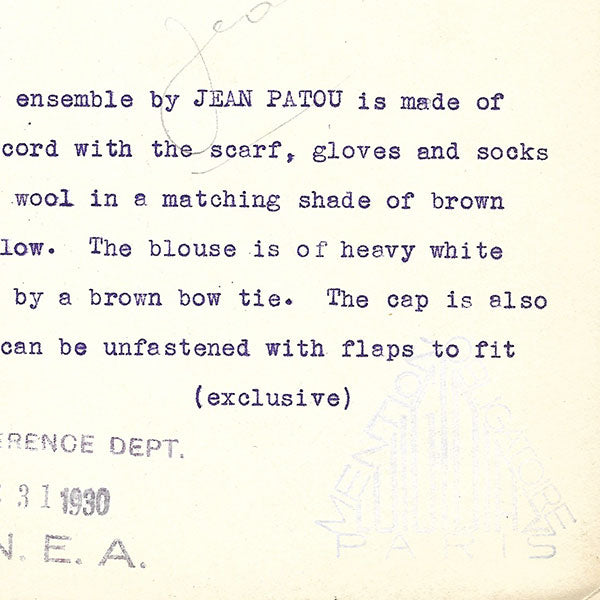 ensemble by JEAN PATOU is made of
cord with the scarf, gloves and socks
wool in a matching shade of brown
low. The blouse is of heavy white
by a brown bow tie. The cap is also
can be unfastened with flaps to fit
(exclusive)
ERENCE DEPT.
31 1930
N. E. A.
MENTION
PARIS